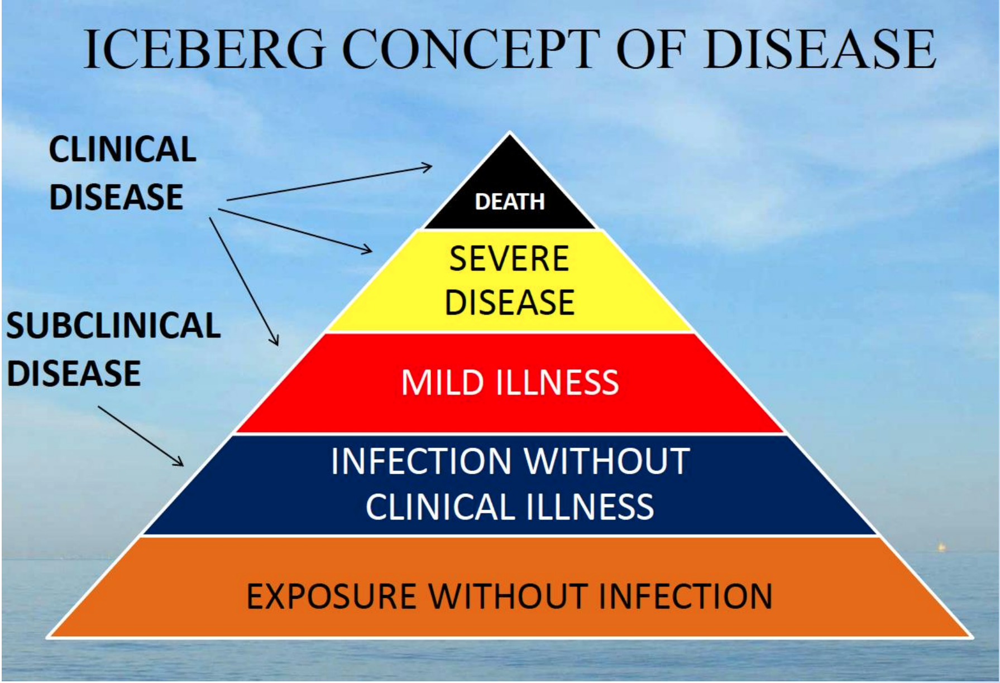 ICEBERG CONCEPT OF DISEASE
CLINICAL
DISEASE
DEATH
SEVERE
DISEASE
SUBCLINICAL
DISEASE
MILD ILLNESS
INFECTION WITHOUT
CLINICAL ILLNESS
EXPOSURE WITHOUT INFECTION